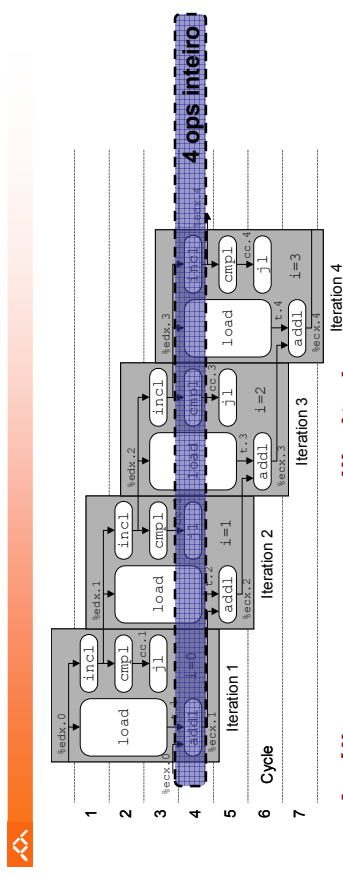 %edx.0
load
incl
cmpl
cc.1
jl
%ecx.0
i=0
addl
%ecx.1
Iteration 1
%edx.1
load
incl
cmpl
jl
t.2
i=1
addl
%ecx.2
Iteration 2
%edx.2
load
incl
cmpl
cc.3
jl
t.3
i=2
addl
%ecx.3
Iteration 3
%edx.3
load
incl
%edx.4
cmpl
cc.4
jl
t.4
i=3
addl
%ecx.4
Iteration 4
4 ops inteiro
Cycle
1
2
3
4
5
6
7